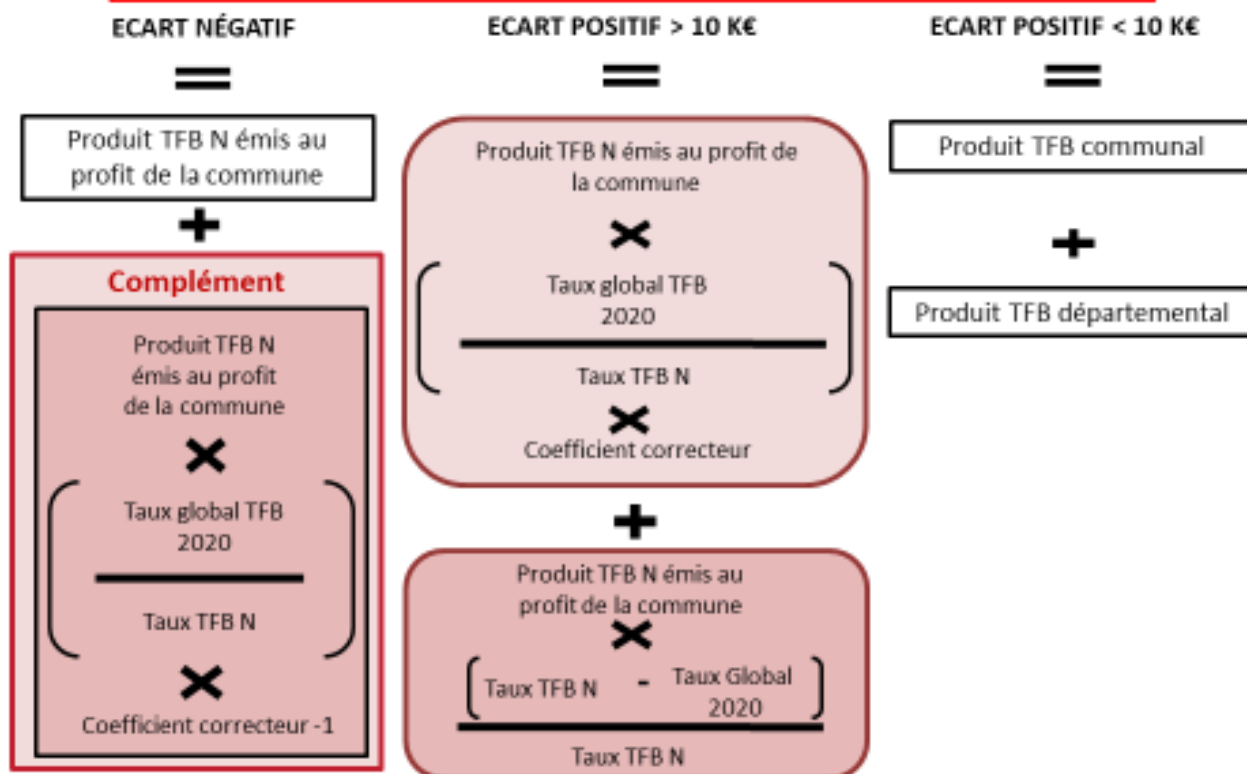 ECART NÉGATIF
=
Produit TFB N émis au
profit de la commune
+
Complément
Produit TFB N
émis au profit
de la commune
×
Taux global TFB
2020
Taux TFB N
×
Coefficient correcteur -1
ECART POSITIF > 10 K€
=
Produit TFB N émis au profit de
la commune
×
Taux global TFB
2020
Taux TFB N
×
Coefficient correcteur
+
Produit TFB N émis au
profit de la commune
×
Taux TFB N - Taux Global
2020
Taux TFB N
ECART POSITIF < 10 K€
=
Produit TFB communal
+
Produit TFB départemental